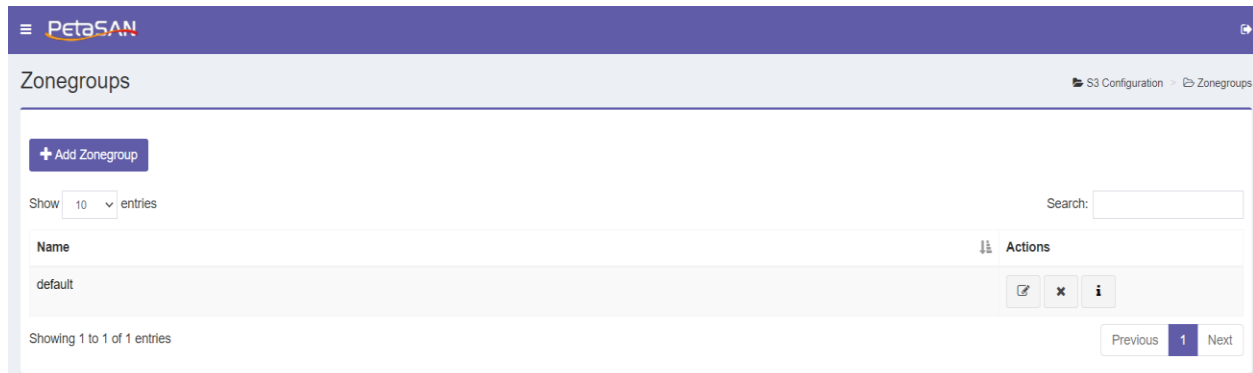 PetaSAN
Zonegroups
S3 Configuration > Zonegroups
Add Zonegroup
Show 10 entries
Search:
Name Actions
default
Showing 1 to 1 of 1 entries
Previous 1 Next